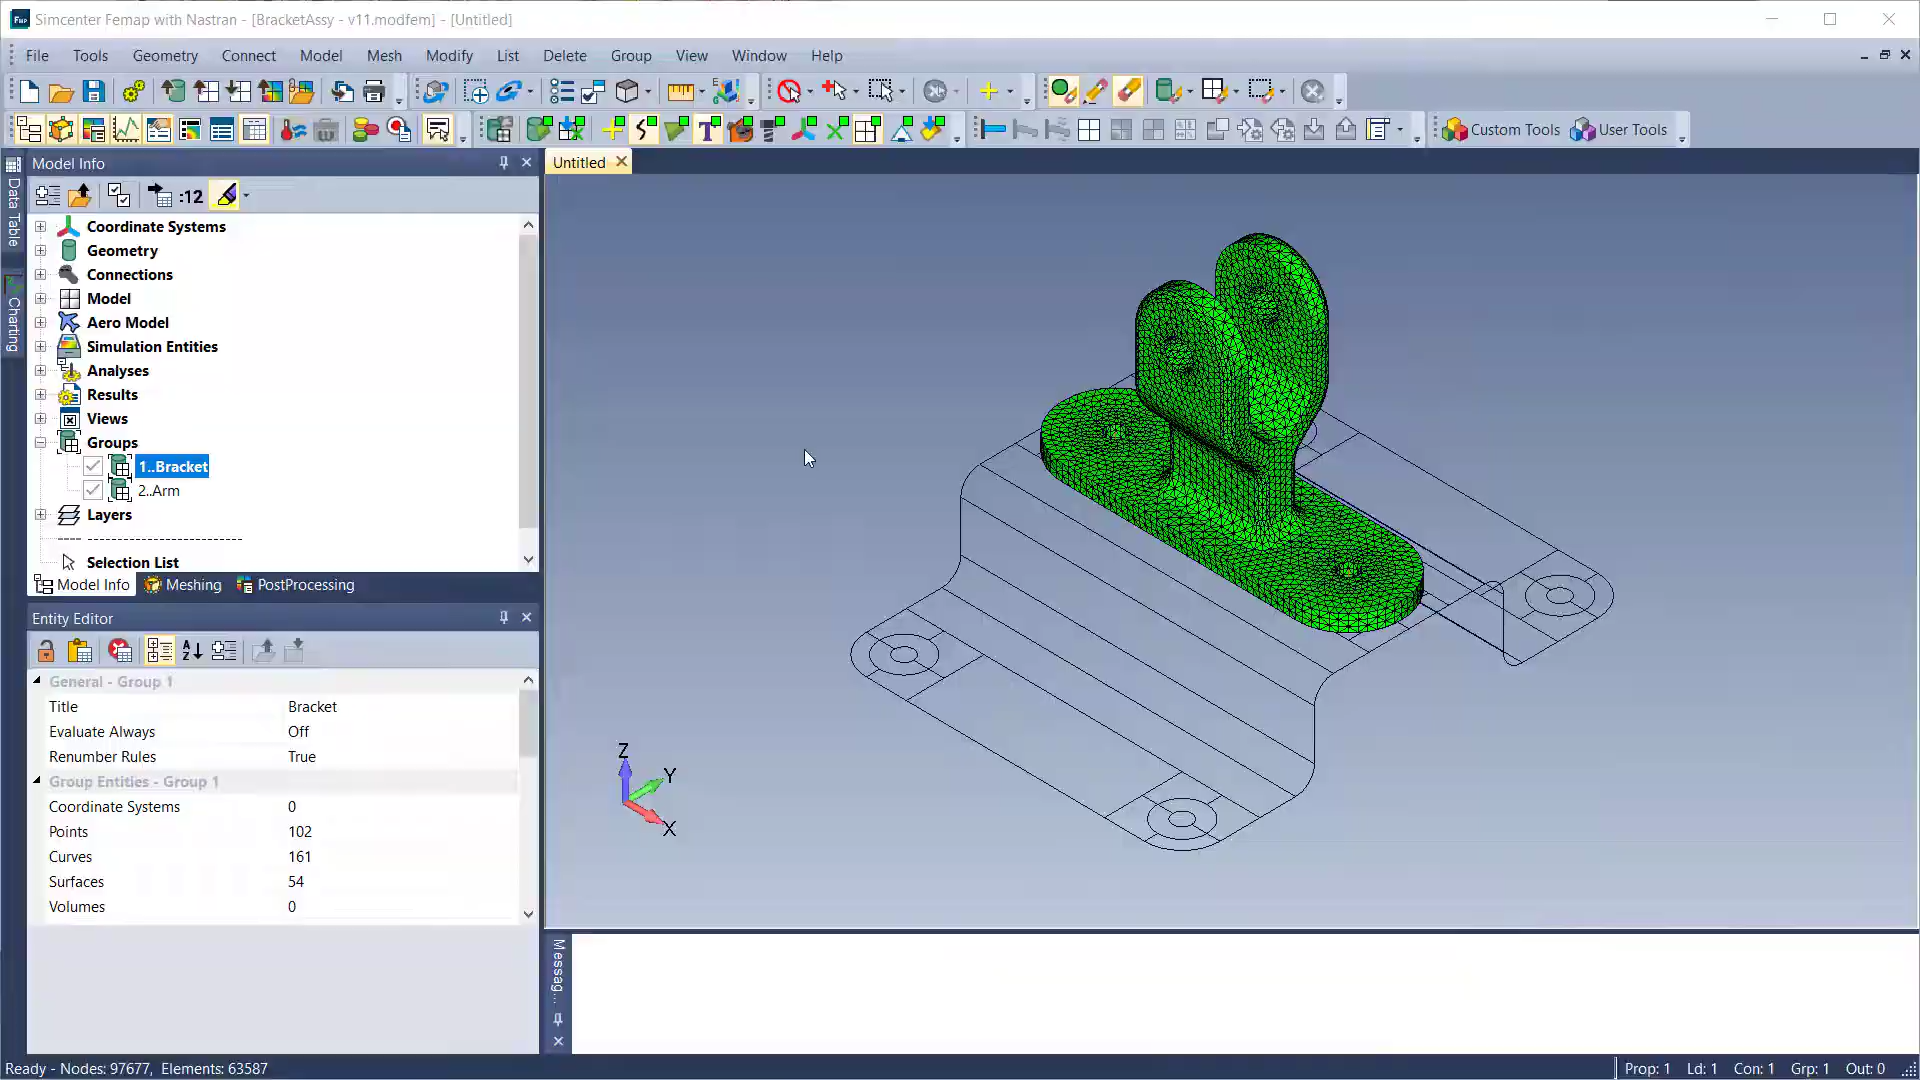 Simcenter Femap with Nastran - [BracketAssy - v11.modfem] - [Untitled]
File Tools Geometry Connect Model Mesh Modify List Delete Group View Window Help
Custom Tools User Tools
Model Info
Untitled
Data Table
Charting
:12
Coordinate Systems
Geometry
Connections
Model
Aero Model
Simulation Entities
Analyses
Results
Views
Groups
1..Bracket
2..Arm
Layers
Selection List
Model Info Meshing PostProcessing
Entity Editor
General - Group 1
Title Bracket
Evaluate Always Off
Renumber Rules True
Group Entities - Group 1
Coordinate Systems 0
Points 102
Curves 161
Surfaces 54
Volumes 0
Z
Y
X
Messag...
Ready - Nodes: 97677, Elements: 63587
Prop: 1 Ld: 1 Con: 1 Grp: 1 Out: 0